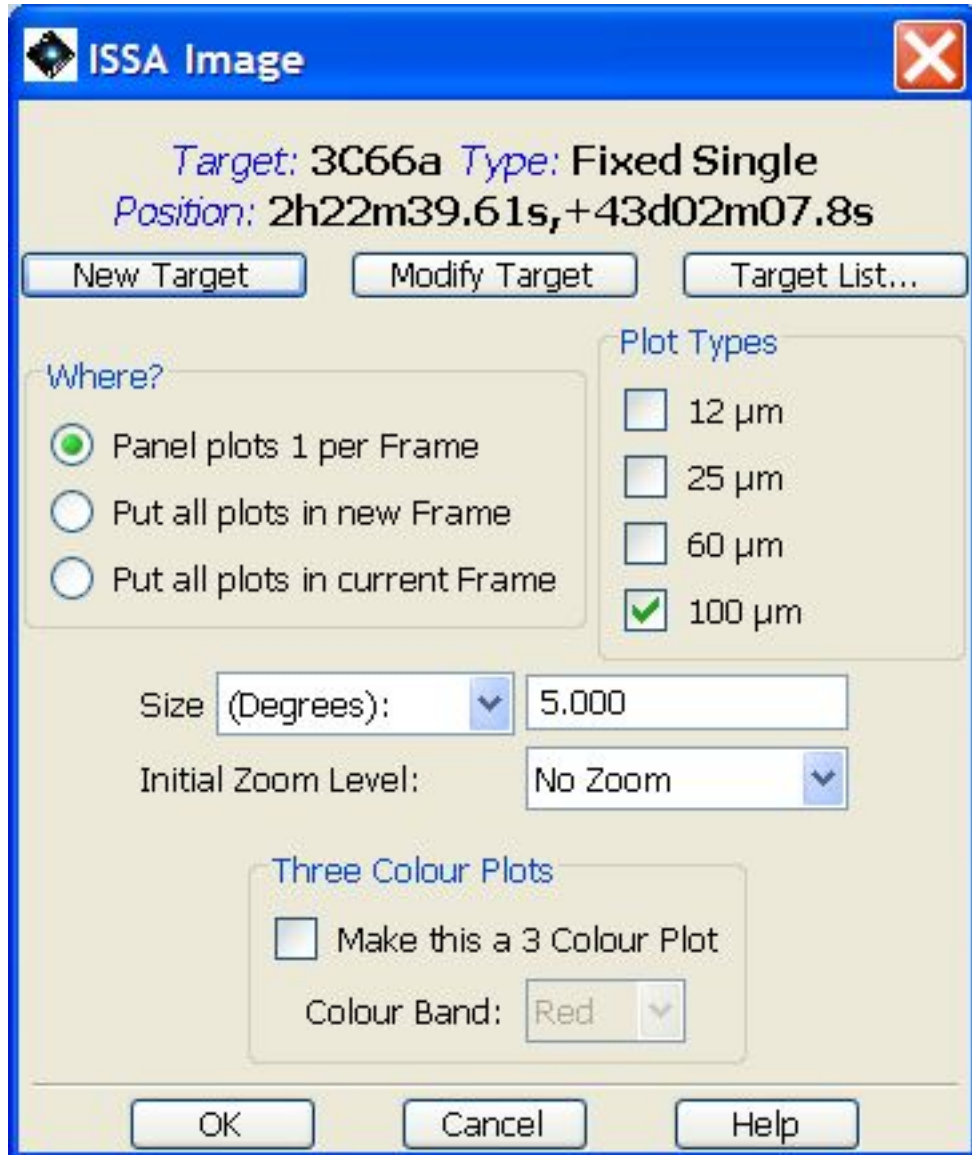 ISSA Image
Target: 3C66a Type: Fixed Single
Position: 2h22m39.61s,+43d02m07.8s
New Target Modify Target Target List...
Where?
Panel plots 1 per Frame
Put all plots in new Frame
Put all plots in current Frame
Plot Types
12 µm
25 µm
60 µm
100 µm
Size (Degrees): 5.000
Initial Zoom Level: No Zoom
Three Colour Plots
Make this a 3 Colour Plot
Colour Band: Red
OK Cancel Help